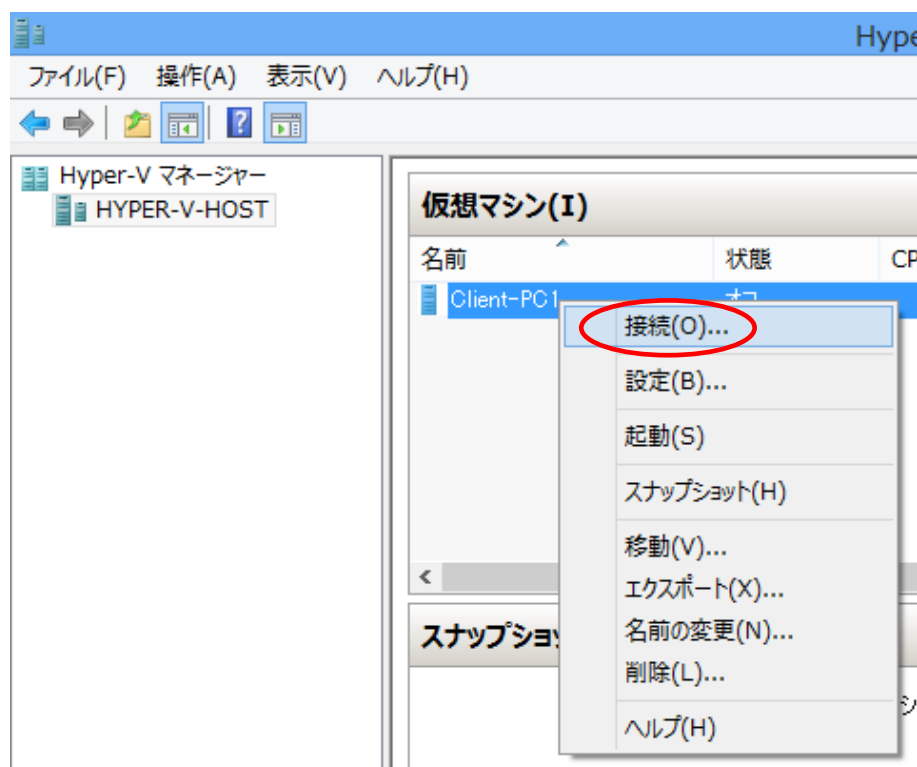 Hype
ファイル(F) 操作(A) 表示(V) ヘルプ(H)
Hyper-V マネージャー
HYPER-V-HOST
仮想マシン(I)
名前 状態 CP
Client-PC1
接続(O)...
設定(B)...
起動(S)
スナップショット(H)
移動(V)...
エクスポート(X)...
名前の変更(N)...
削除(L)...
ヘルプ(H)
スナップショ